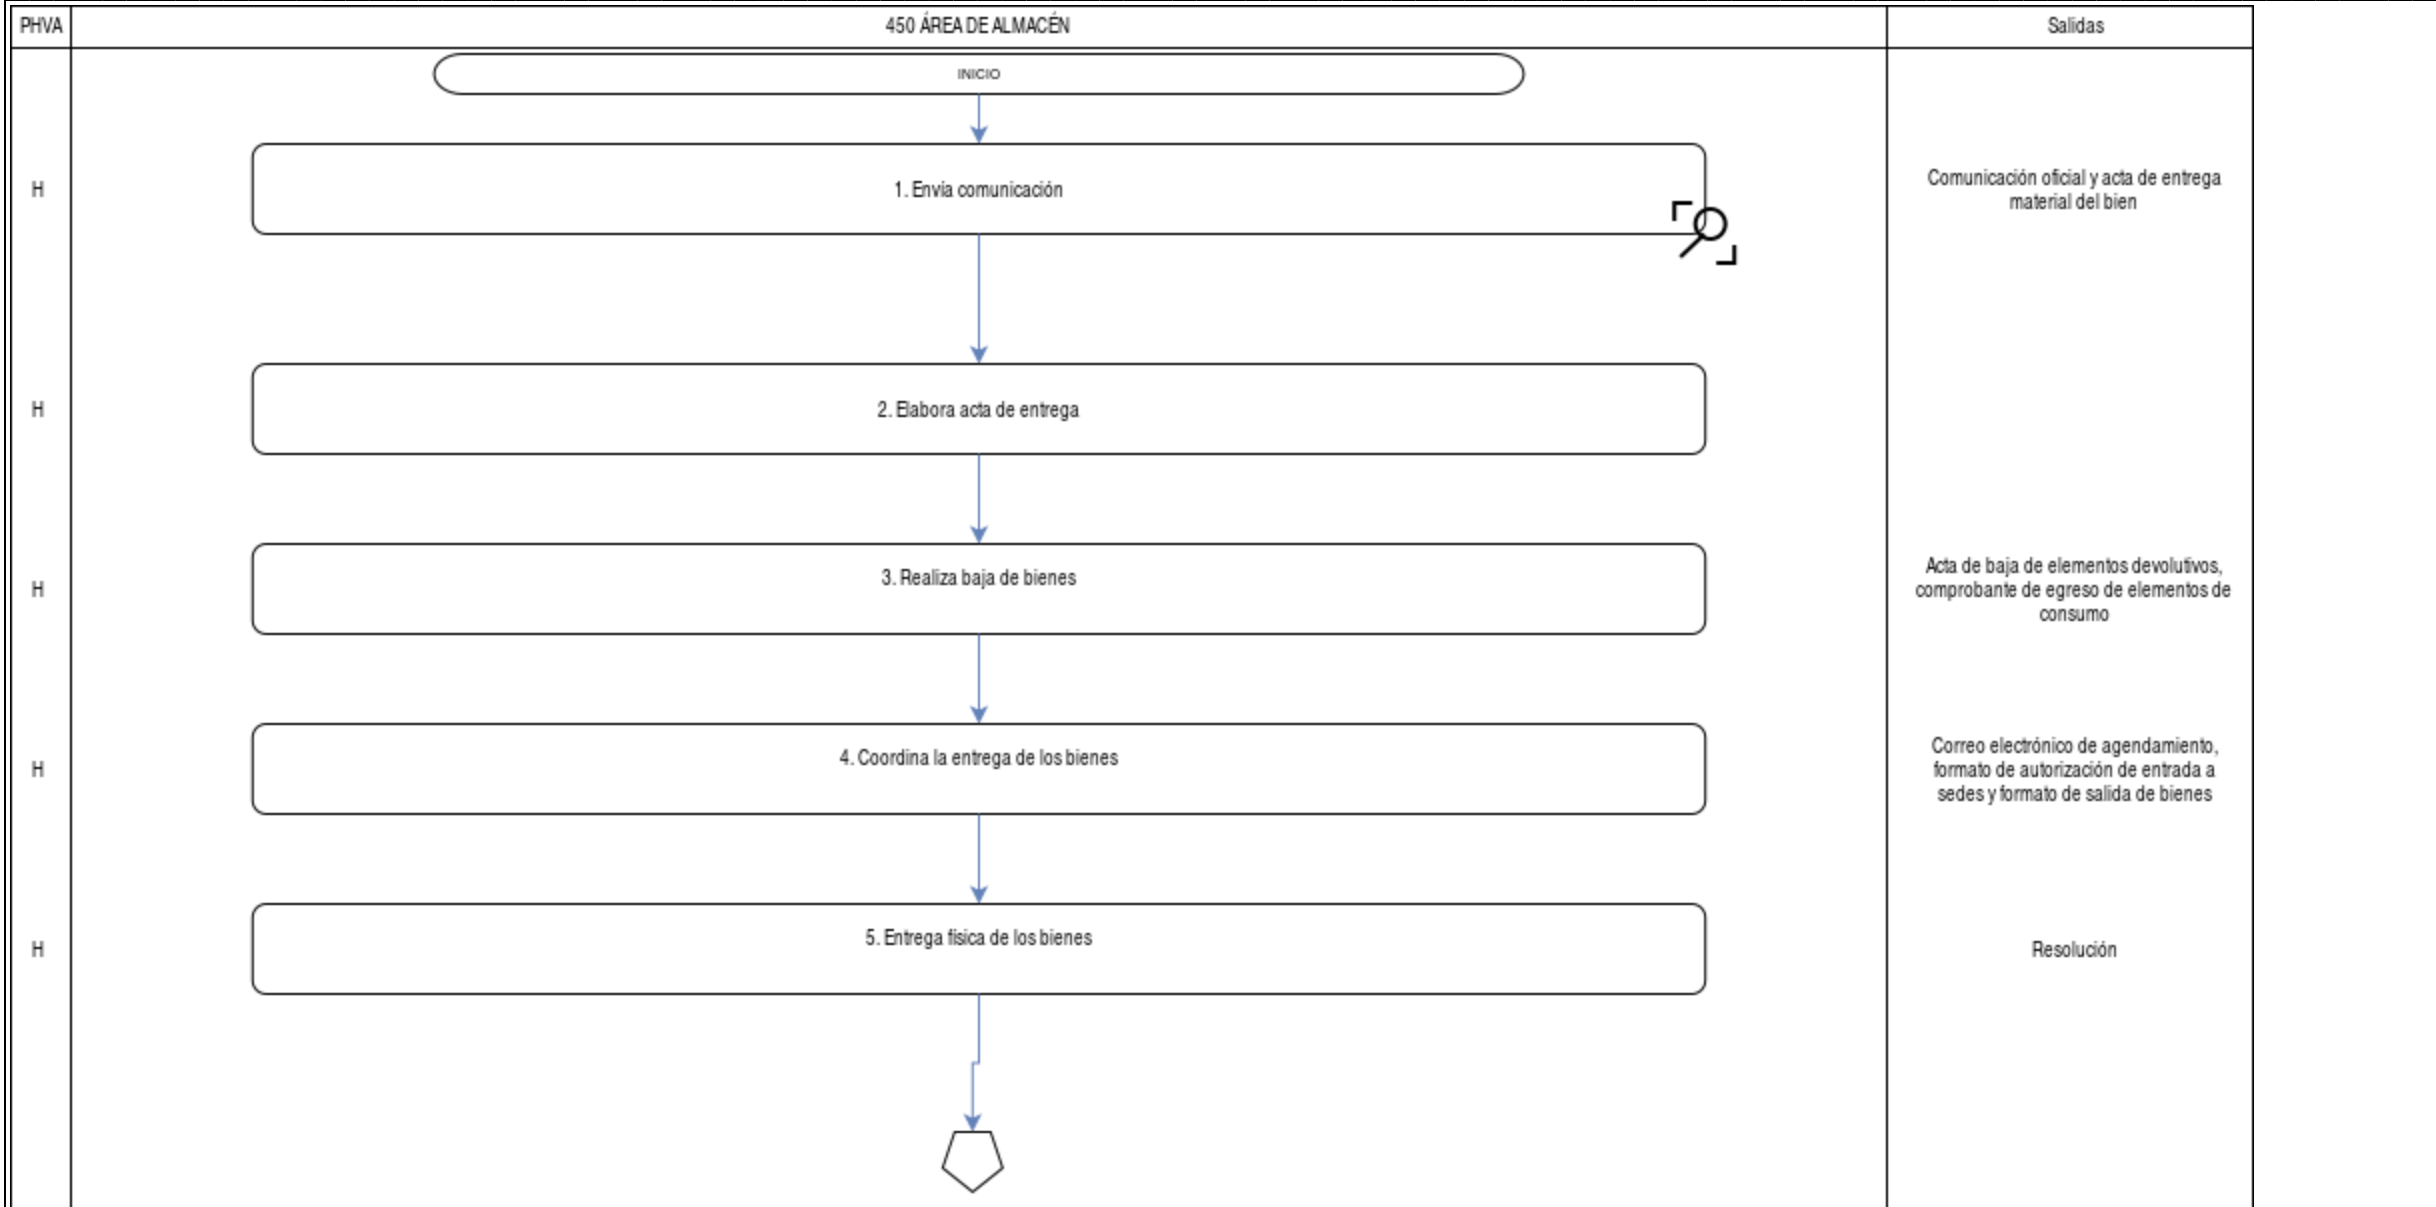 PHVA
450 ÁREA DE ALMACÉN
Salidas
INICIO
H
1. Envía comunicación
Comunicación oficial y acta de entrega
material del bien
H
2. Elabora acta de entrega
H
3. Realiza baja de bienes
Acta de baja de elementos devolutivos,
comprobante de egreso de elementos de
consumo
H
4. Coordina la entrega de los bienes
Correo electrónico de agendamiento,
formato de autorización de entrada a
sedes y formato de salida de bienes
H
5. Entrega física de los bienes
Resolución